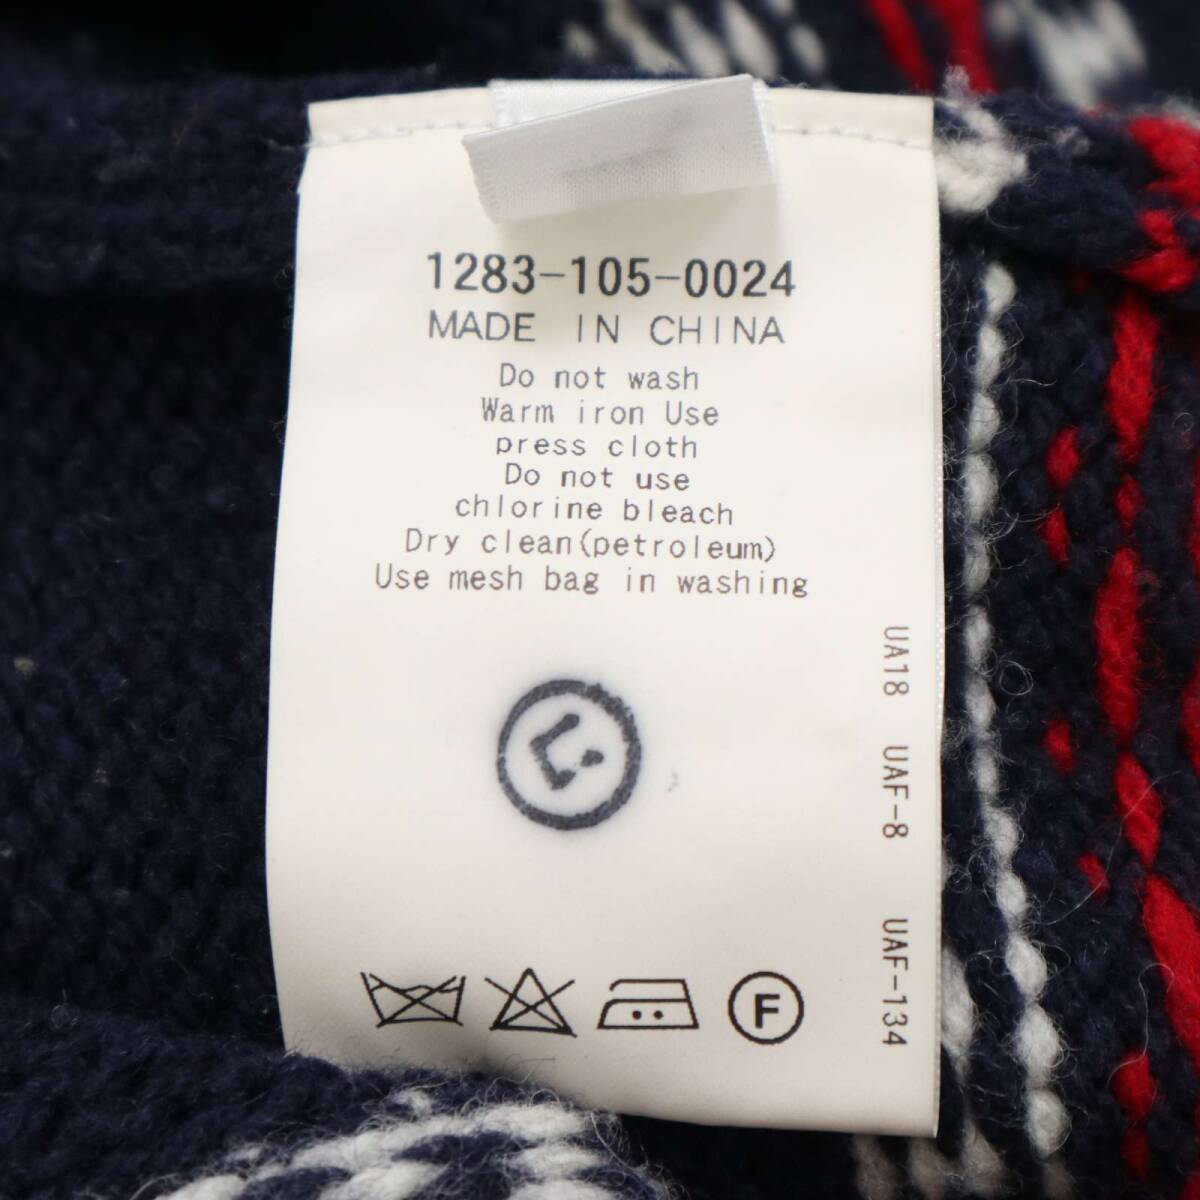 1283-105-0024
MADE IN CHINA
Do not wash
Warm iron Use
press cloth
Do not use
chlorine bleach
Dry clean(petroleum)
Use mesh bag in washing
UA18 UAF-8 UAF-134
F